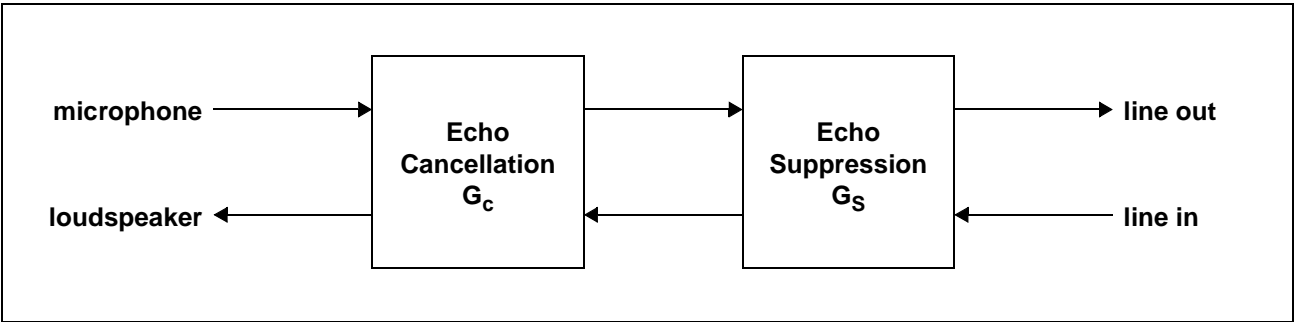 microphone
loudspeaker
Echo
Cancellation
Gc
Echo
Suppression
GS
line out
line in